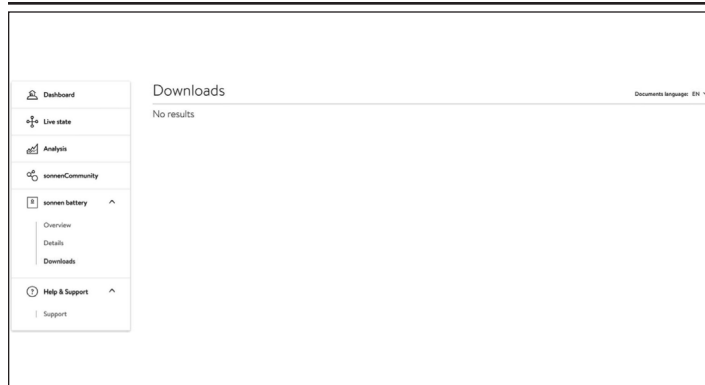 Dashboard
Live state
Analysis
sonnenCommunity
sonnen battery
Overview
Details
Downloads
Help & Support
Support
Downloads
Documents language: EN
No results